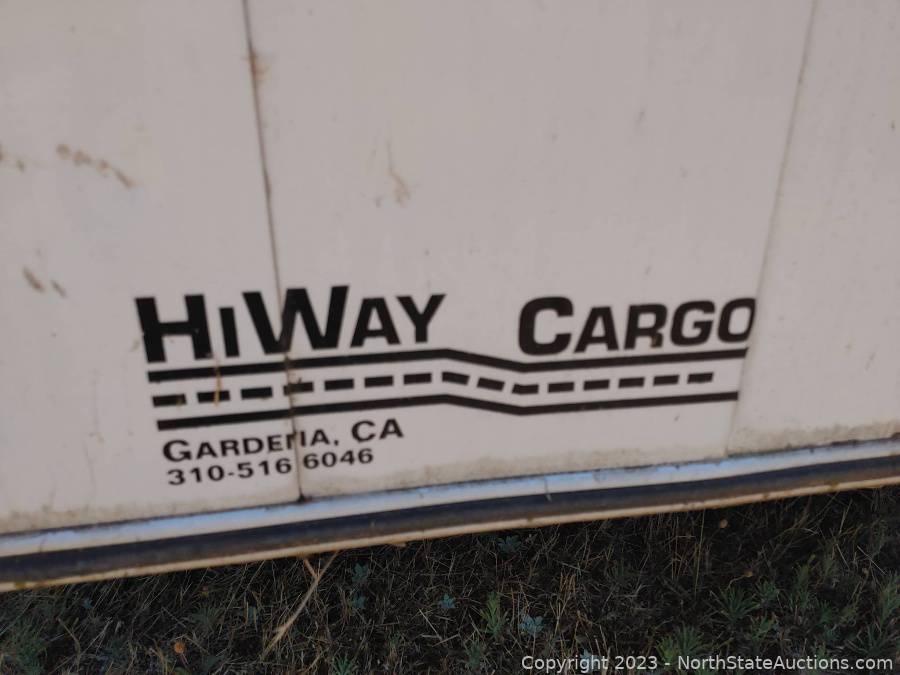 HIWAY CARGO
GARDENA, CA
310-516 6046
Copyright 2023 - NorthStateAuctions.com